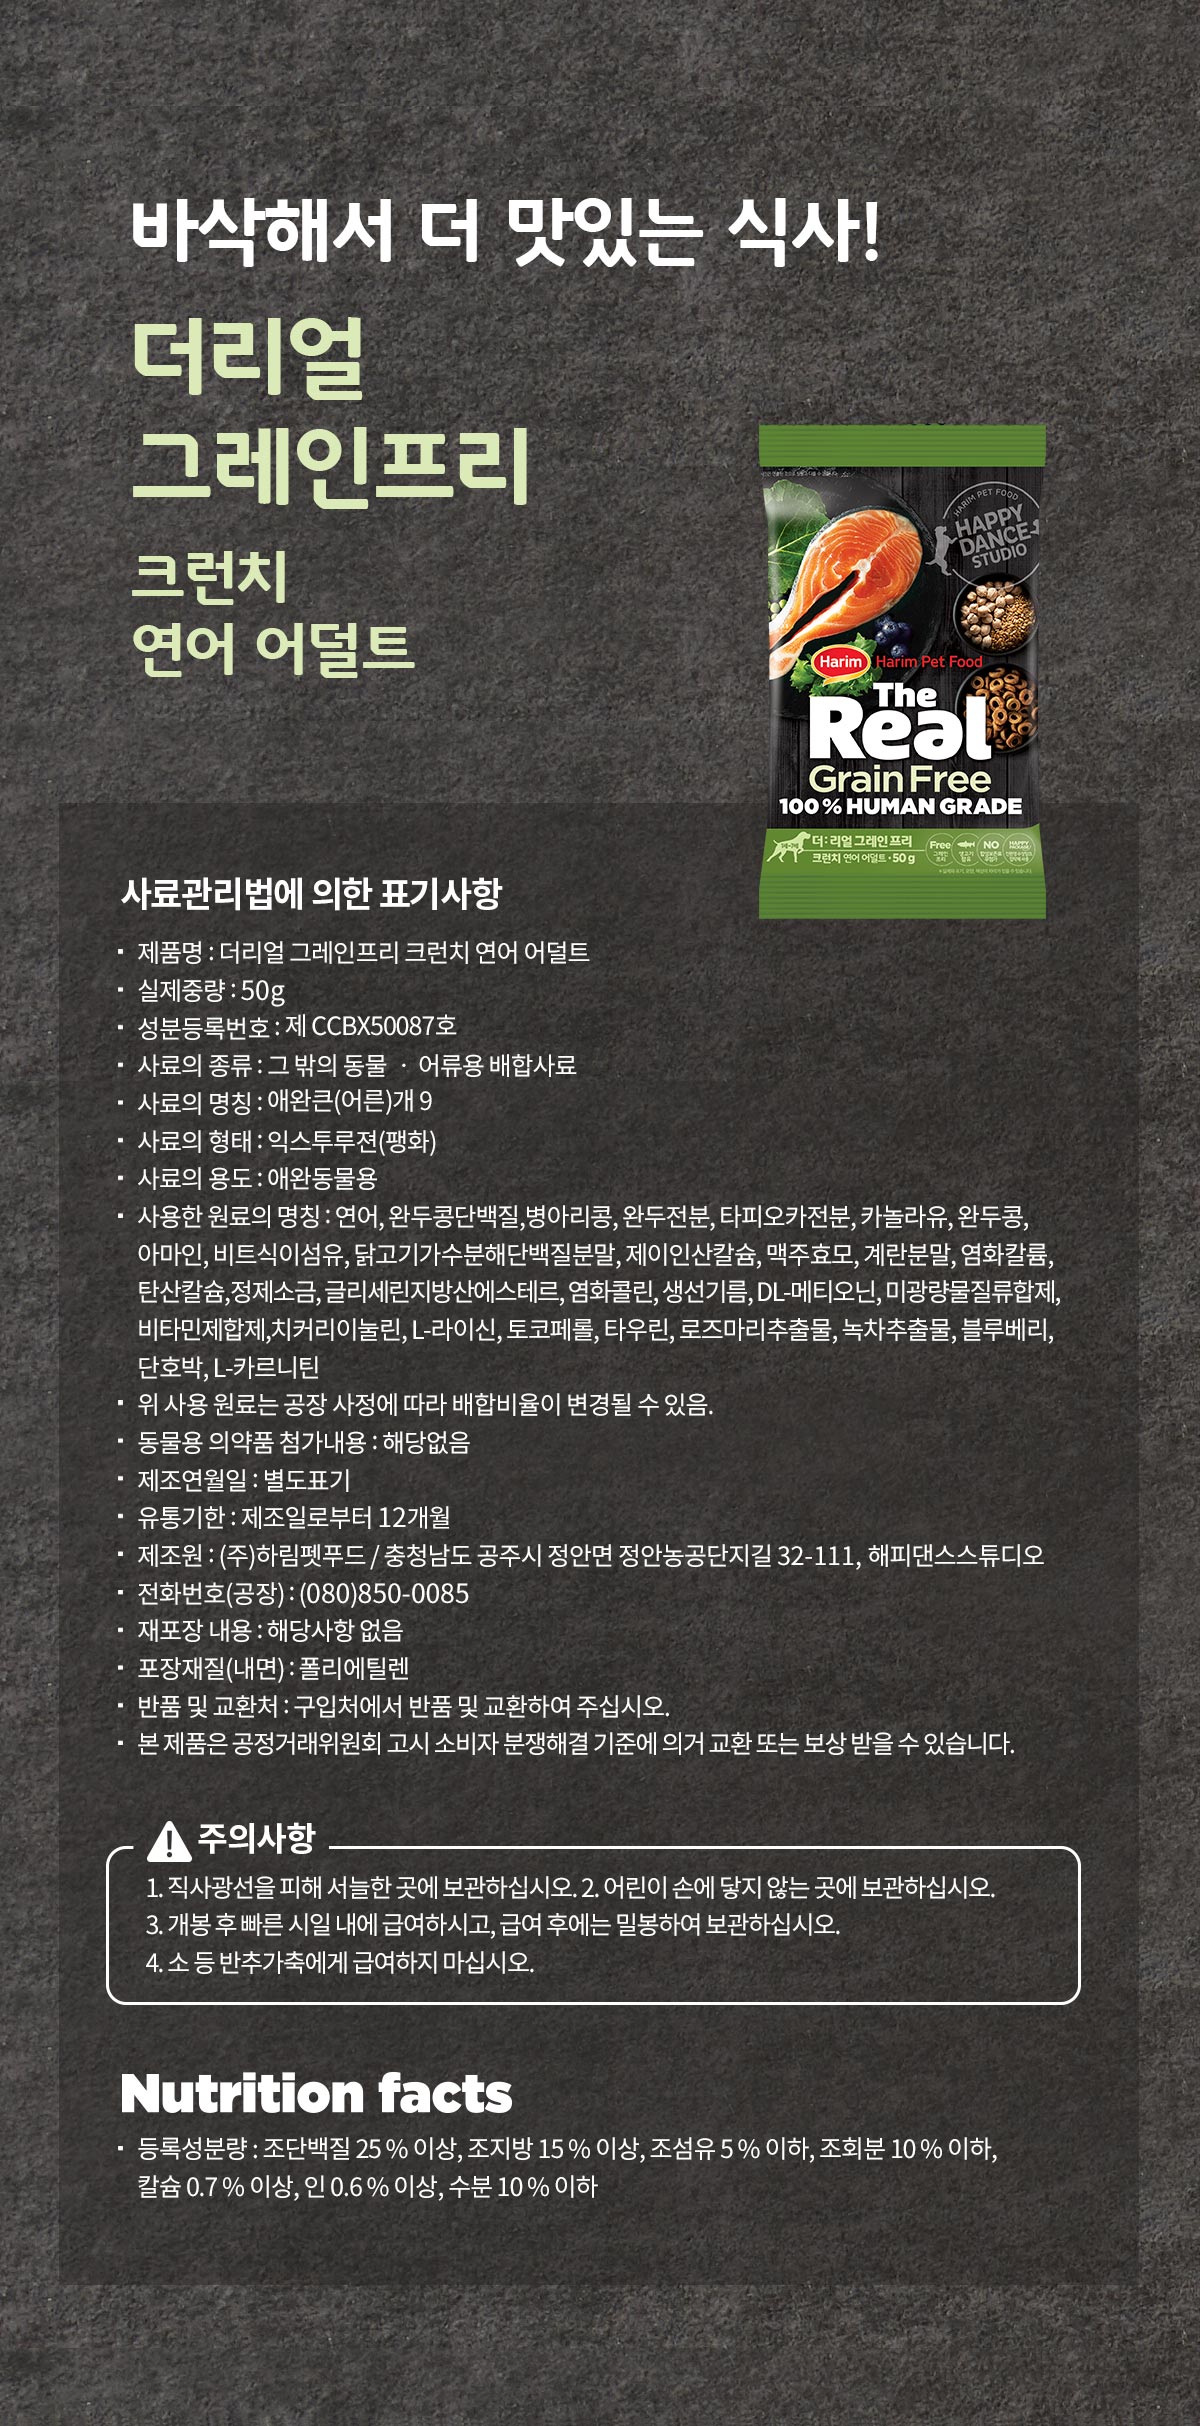 바삭해서 더 맛있는 식사!
더리얼
그레인프리
크런치
연어 어덜트
HARIM PET FOOD
HAPPY
DANCE
STUDIO
Harim Harim Pet Food
The
Real
Grain Free
100% HUMAN GRADE
더:리얼 그레인 프리
크런치 연어 어덜트 · 50 g
Free
그레인
프리
NO
HAPPY
사료관리법에 의한 표기사항
▪ 제품명 : 더리얼 그레인프리 크런치 연어 어덜트
▪ 실제중량 : 50g
▪ 성분등록번호 : 제 CCBX50087호
▪ 사료의 종류 : 그 밖의 동물 · 어류용 배합사료
▪ 사료의 명칭 : 애완큰(어른)개 9
▪ 사료의 형태 : 익스투루젼(팽화)
▪ 사료의 용도 : 애완동물용
▪ 사용한 원료의 명칭 : 연어, 완두콩단백질,병아리콩, 완두전분, 타피오카전분, 카놀라유, 완두콩,
아마인, 비트식이섬유, 닭고기가수분해단백질분말, 제이인산칼슘, 맥주효모, 계란분말, 염화칼륨,
탄산칼슘,정제소금, 글리세린지방산에스테르, 염화콜린, 생선기름, DL-메티오닌, 미광량물질류합제,
비타민제합제,치커리이눌린, L-라이신, 토코페롤, 타우린, 로즈마리추출물, 녹차추출물, 블루베리,
단호박, L-카르니틴
▪ 위 사용 원료는 공장 사정에 따라 배합비율이 변경될 수 있음.
▪ 동물용 의약품 첨가내용 : 해당없음
▪ 제조연월일 : 별도표기
▪ 유통기한 : 제조일로부터 12개월
▪ 제조원 : (주)하림펫푸드 / 충청남도 공주시 정안면 정안농공단지길 32-111, 해피댄스스튜디오
▪ 전화번호(공장) : (080)850-0085
▪ 재포장 내용 : 해당사항 없음
▪ 포장재질(내면) : 폴리에틸렌
▪ 반품 및 교환처 : 구입처에서 반품 및 교환하여 주십시오.
▪ 본 제품은 공정거래위원회 고시 소비자 분쟁해결 기준에 의거 교환 또는 보상 받을 수 있습니다.
주의사항
1. 직사광선을 피해 서늘한 곳에 보관하십시오. 2. 어린이 손에 닿지 않는 곳에 보관하십시오.
3. 개봉 후 빠른 시일 내에 급여하시고, 급여 후에는 밀봉하여 보관하십시오.
4. 소 등 반추가축에게 급여하지 마십시오.
Nutrition facts
▪ 등록성분량 : 조단백질 25 % 이상, 조지방 15 % 이상, 조섬유 5 % 이하, 조회분 10 % 이하,
칼슘 0.7 % 이상, 인 0.6 % 이상, 수분 10 % 이하